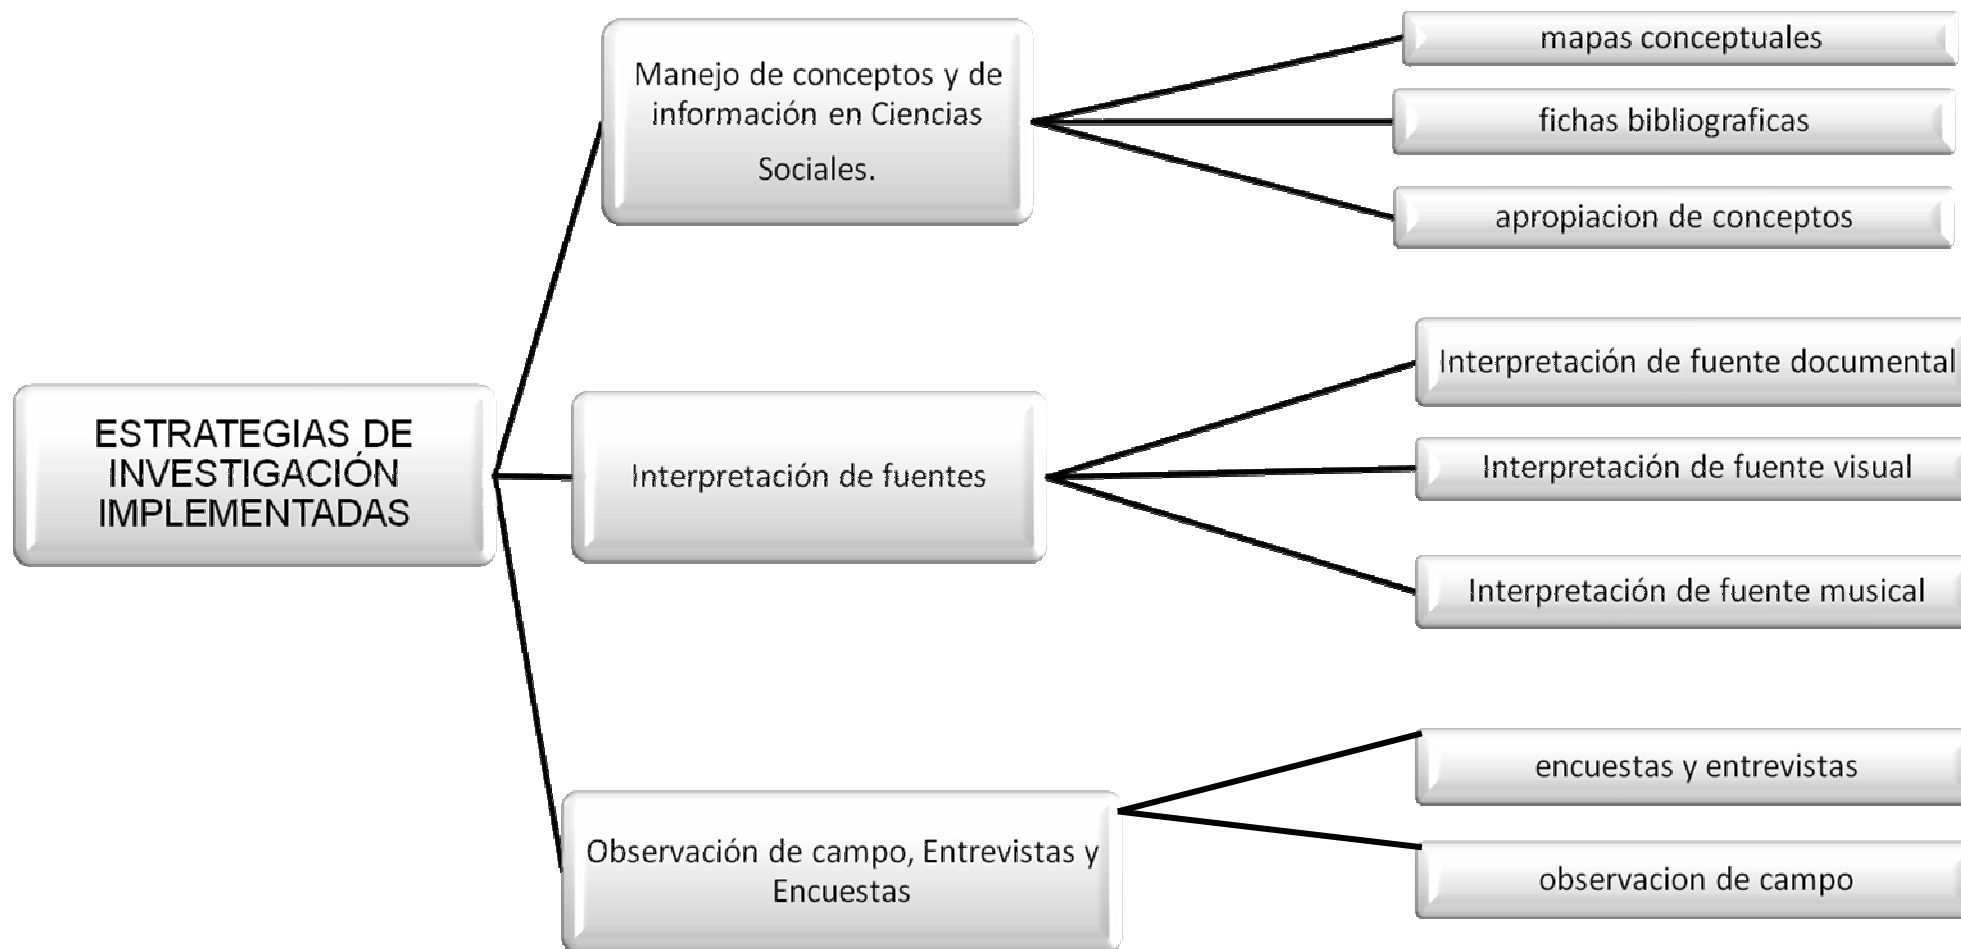 ESTRATEGIAS DE
INVESTIGACIÓN
IMPLEMENTADAS
Manejo de conceptos y de
información en Ciencias
Sociales.
mapas conceptuales
fichas bibliograficas
apropiacion de conceptos
Interpretación de fuentes
Interpretación de fuente documental
Interpretación de fuente visual
Interpretación de fuente musical
Observación de campo, Entrevistas y
Encuestas
encuestas y entrevistas
observacion de campo